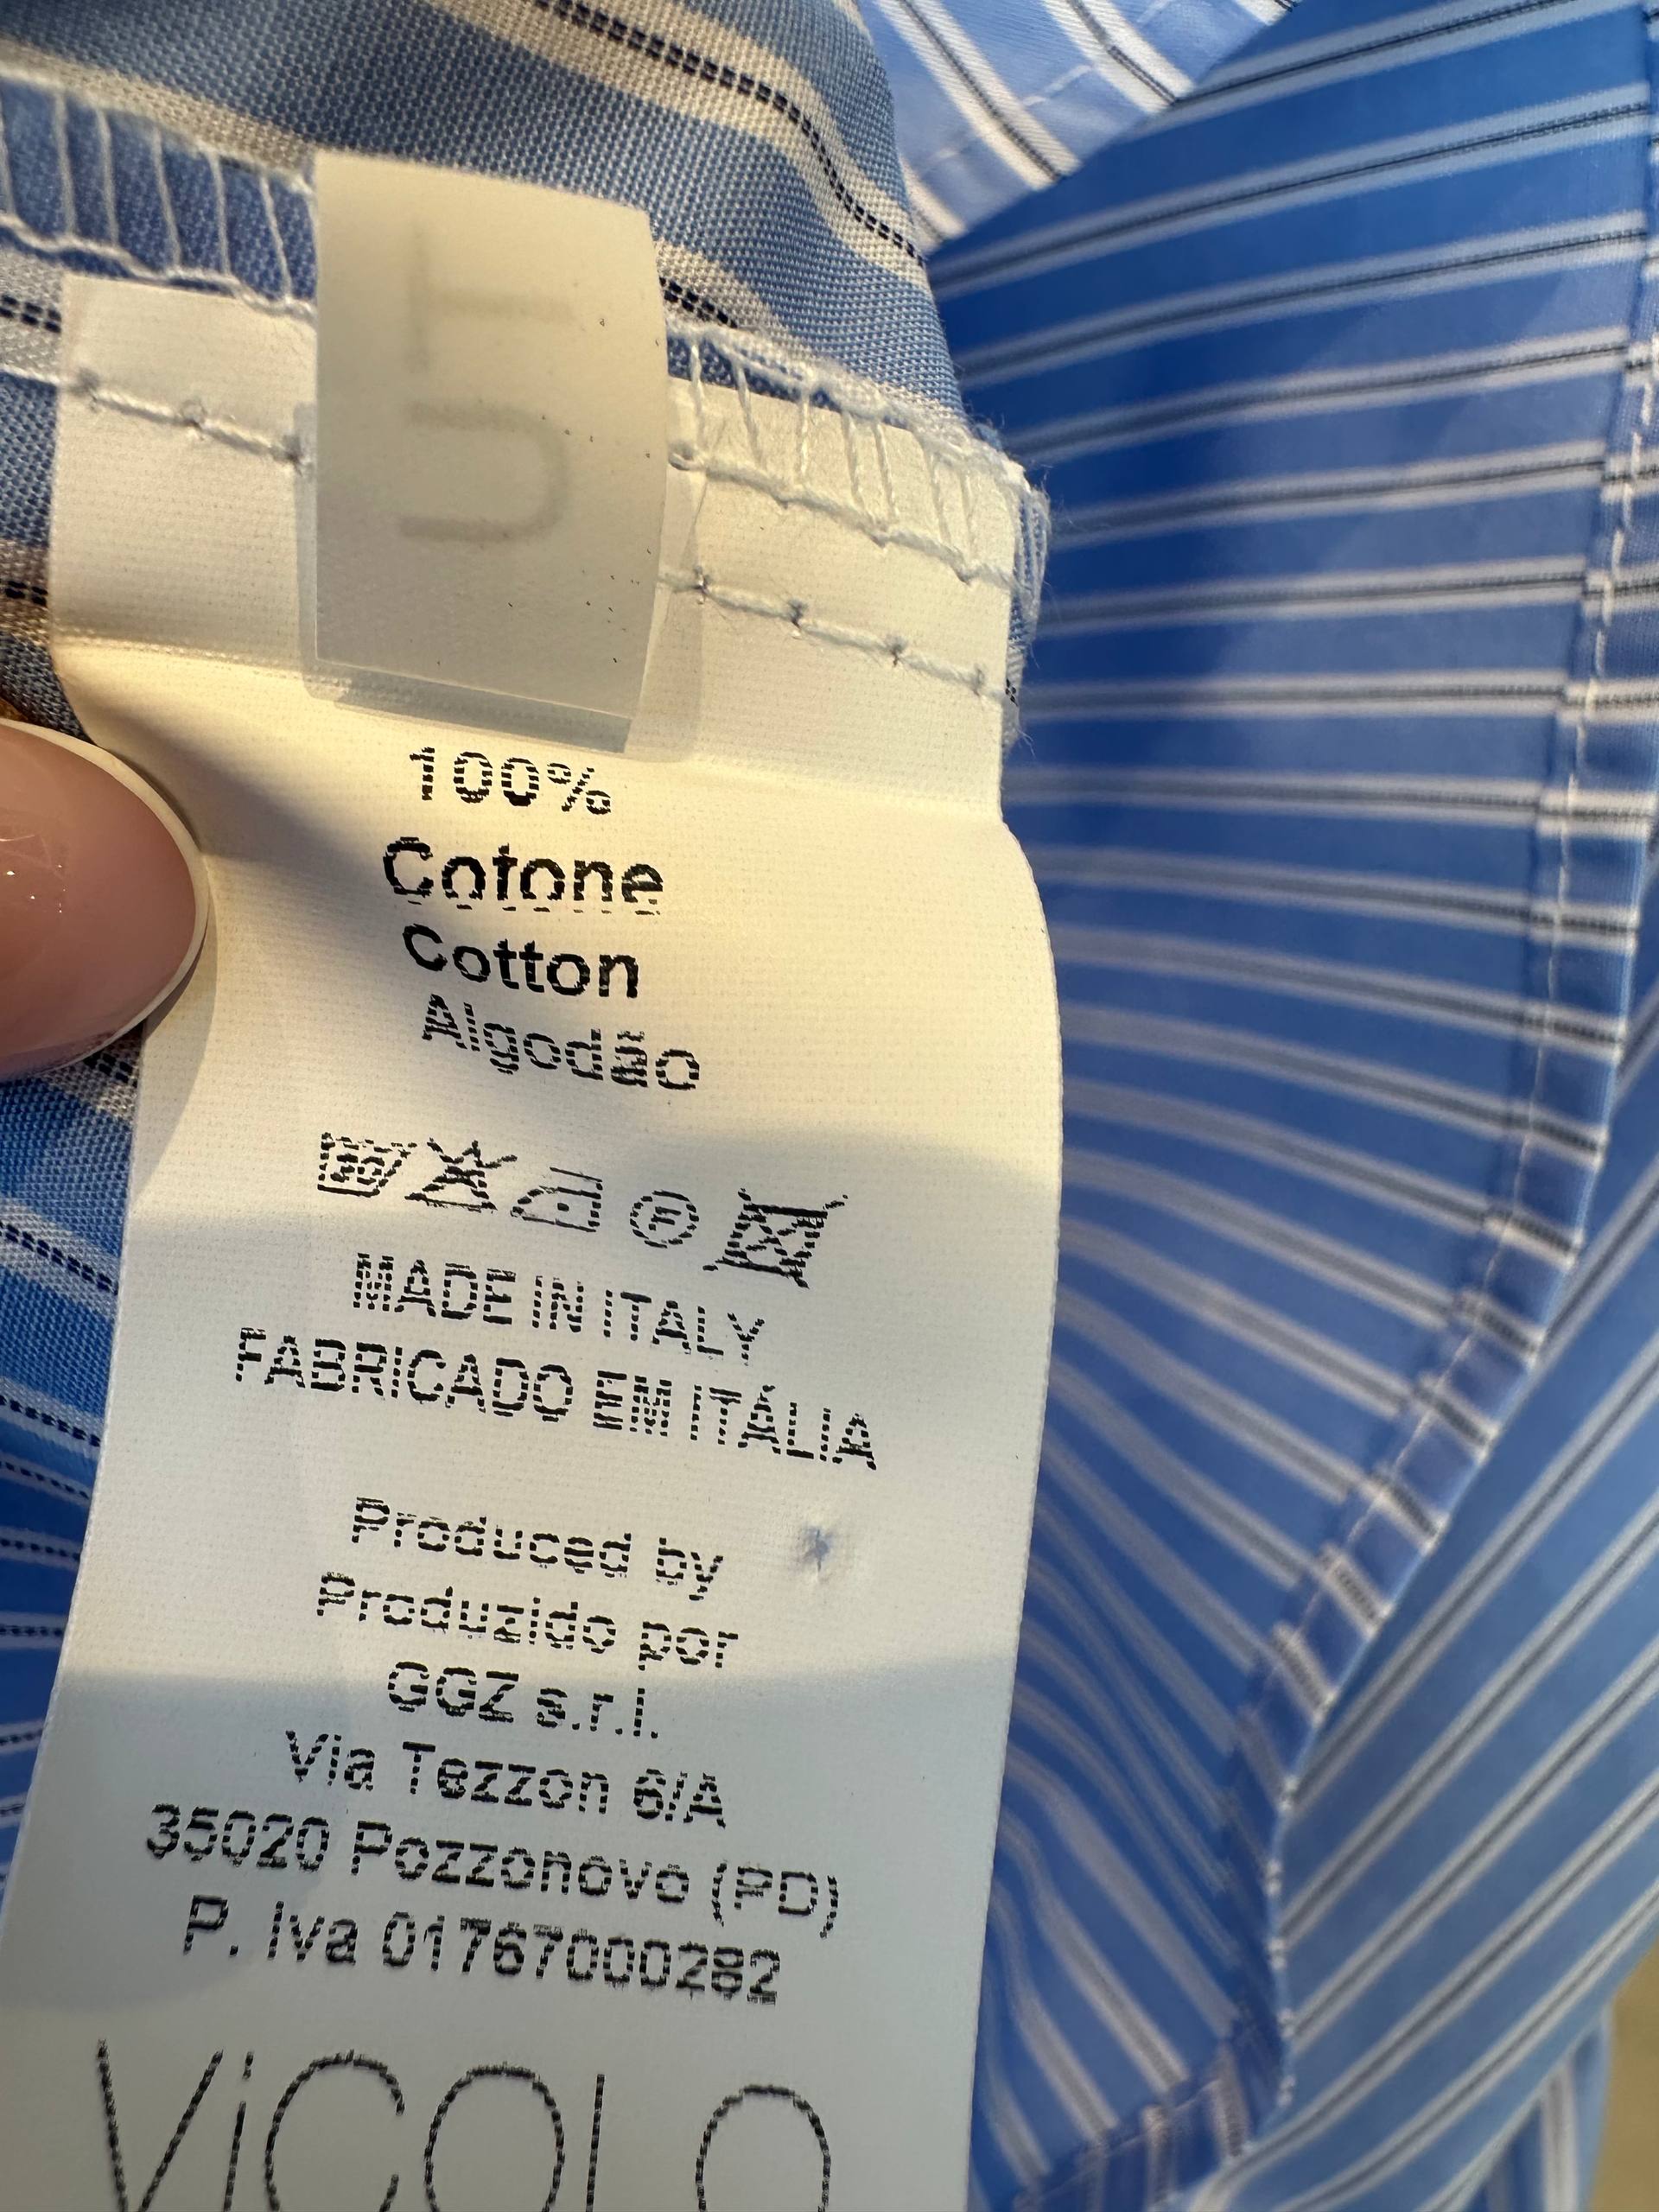 100%
Cotone
Cotton
Algodão
MADE IN ITALY
FABRICADO EM ITALIA
Produced by
Produzido por
GGZ s.r.l.
Via Tezzon 6/A
35020 Pozzonovo (PD)
P. Iva 01767000282
ViCOLO